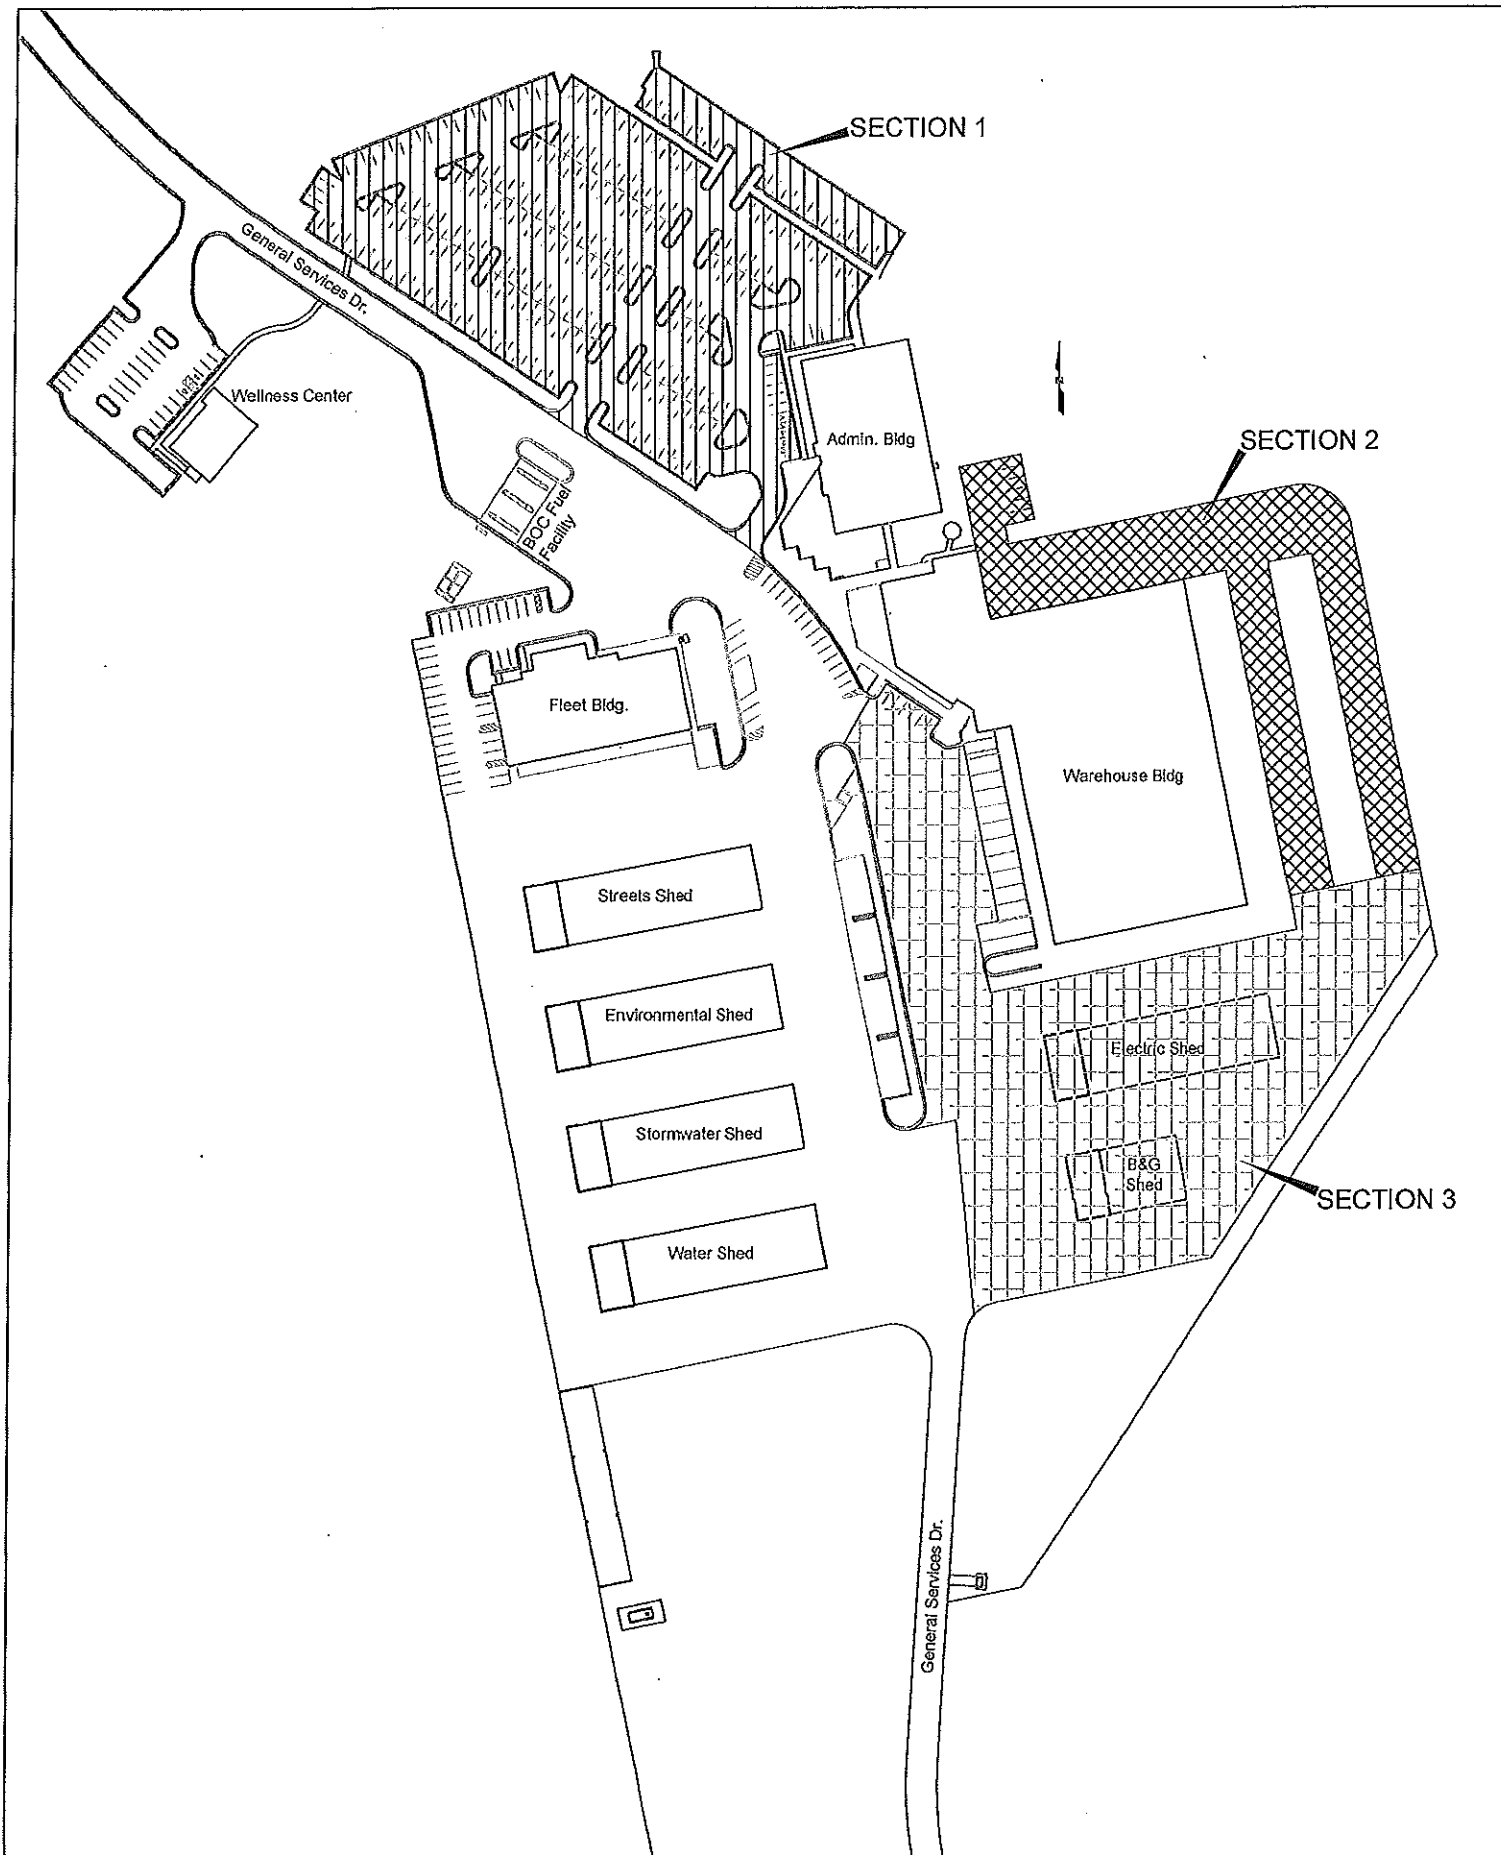 SECTION 1
General Services Dr.
Wellness Center
Admin. Bldg
SECTION 2
BOC Fuel
Facility
Fleet Bldg.
Warehouse Bldg
Streets Shed
Environmental Shed
Electric Shed
Stormwater Shed
B&G
Shed
SECTION 3
Water Shed
General Services Dr.